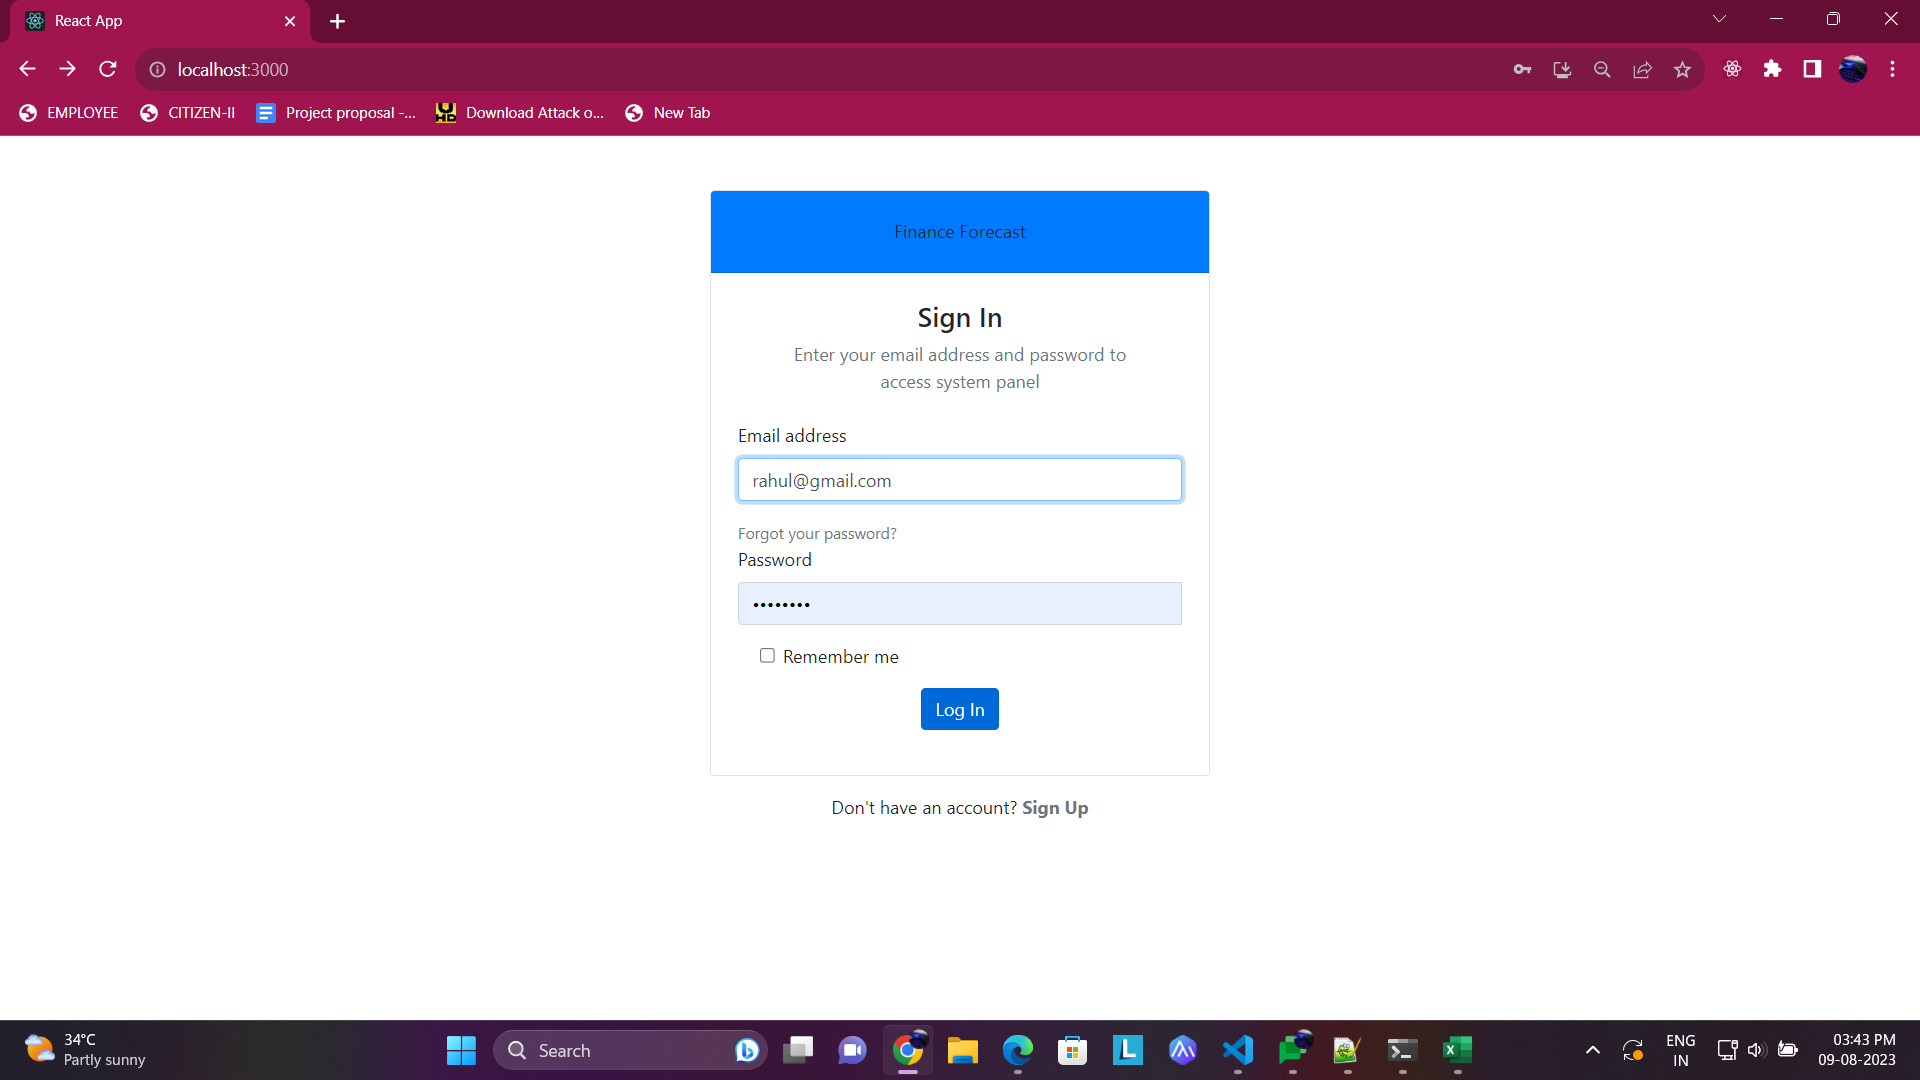 React App
localhost:3000
EMPLOYEE
CITIZEN-II
Project proposal -...
Download Attack o...
New Tab
Finance Forecast
Sign In
Enter your email address and password to
access system panel
Email address
rahul@gmail.com
Forgot your password?
Password
••••••••
Remember me
Log In
Don't have an account? Sign Up
34°C
Partly sunny
Search
L
ENG
IN
03:43 PM
09-08-2023